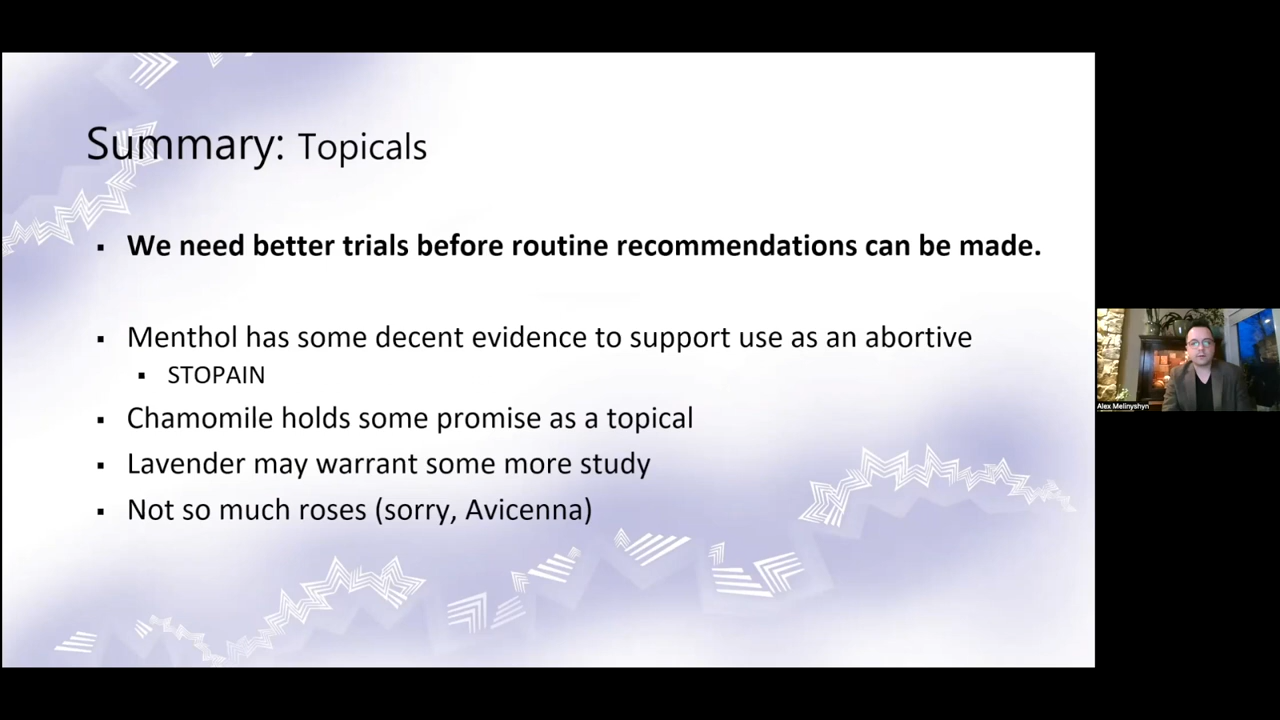 Summary: Topicals
▪ We need better trials before routine recommendations can be made.
▪ Menthol has some decent evidence to support use as an abortive
▪ STOPAIN
▪ Chamomile holds some promise as a topical
▪ Lavender may warrant some more study
▪ Not so much roses (sorry, Avicenna)
Alex Melinyshyn